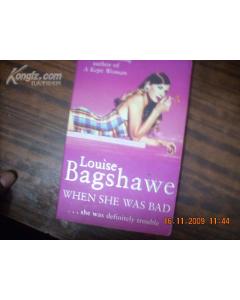 Kongfz.com
author of
A Kept Woman
Louise
Bagshawe
WHEN SHE WAS BAD
...she was definitely trouble
16 11 2009 11:44